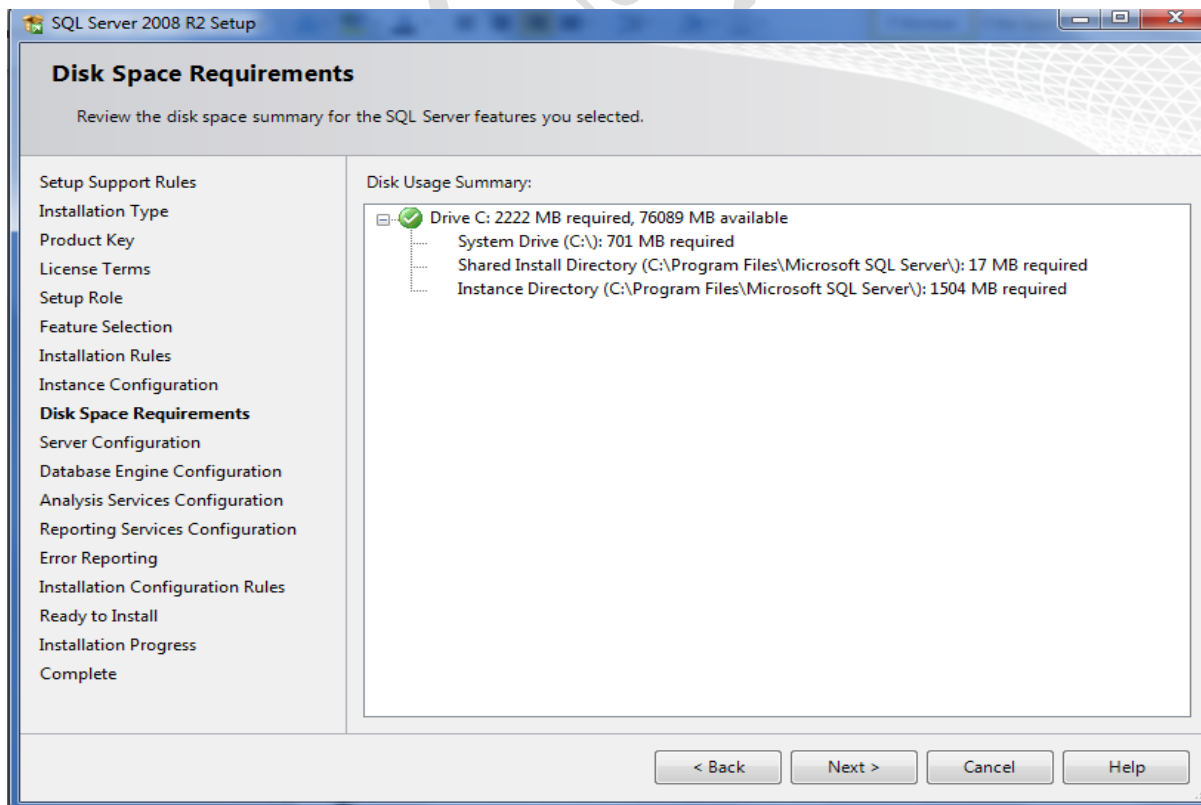 SQL Server 2008 R2 Setup
Disk Space Requirements
Review the disk space summary for the SQL Server features you selected.
Setup Support Rules
Installation Type
Product Key
License Terms
Setup Role
Feature Selection
Installation Rules
Instance Configuration
Disk Space Requirements
Server Configuration
Database Engine Configuration
Analysis Services Configuration
Reporting Services Configuration
Error Reporting
Installation Configuration Rules
Ready to Install
Installation Progress
Complete
Disk Usage Summary:
Drive C: 2222 MB required, 76089 MB available
System Drive (C:\): 701 MB required
Shared Install Directory (C:\Program Files\Microsoft SQL Server\): 17 MB required
Instance Directory (C:\Program Files\Microsoft SQL Server\): 1504 MB required
< Back
Next >
Cancel
Help